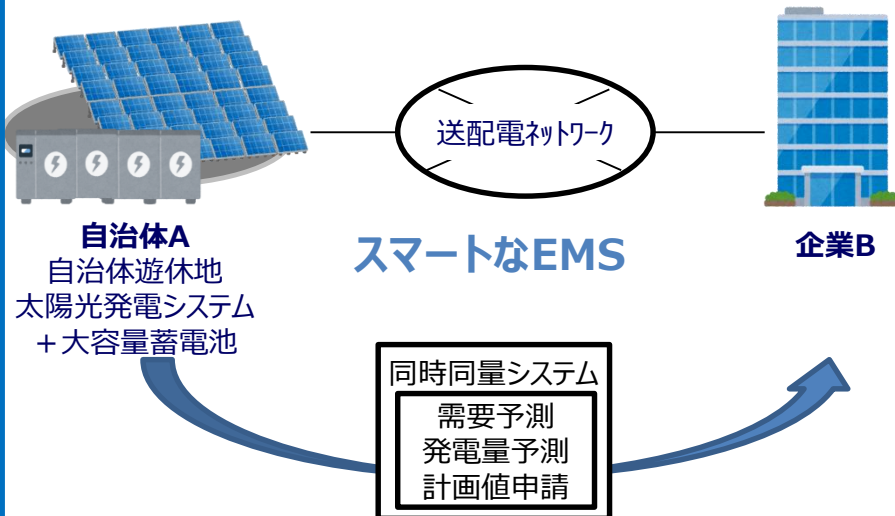 送配電ネットワーク
自治体A
自治体遊休地
太陽光発電システム
+大容量蓄電池
スマートなEMS
企業B
同時同量システム
需要予測
発電量予測
計画値申請